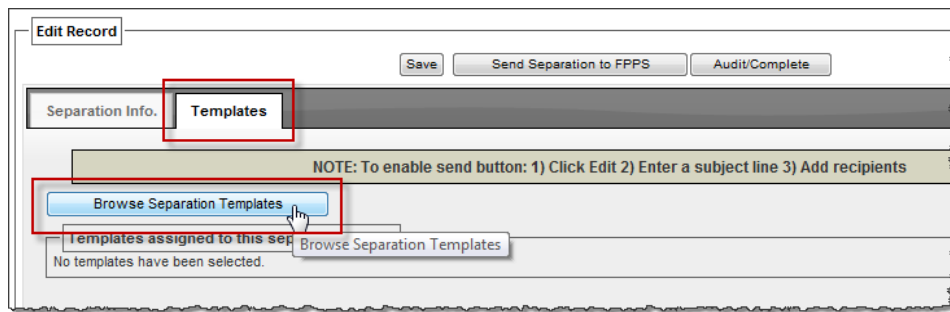 Edit Record
Save Send Separation to FPPS Audit/Complete
Separation Info. Templates
NOTE: To enable send button: 1) Click Edit 2) Enter a subject line 3) Add recipients
Browse Separation Templates
Templates assigned to this sep
Browse Separation Templates
No templates have been selected.